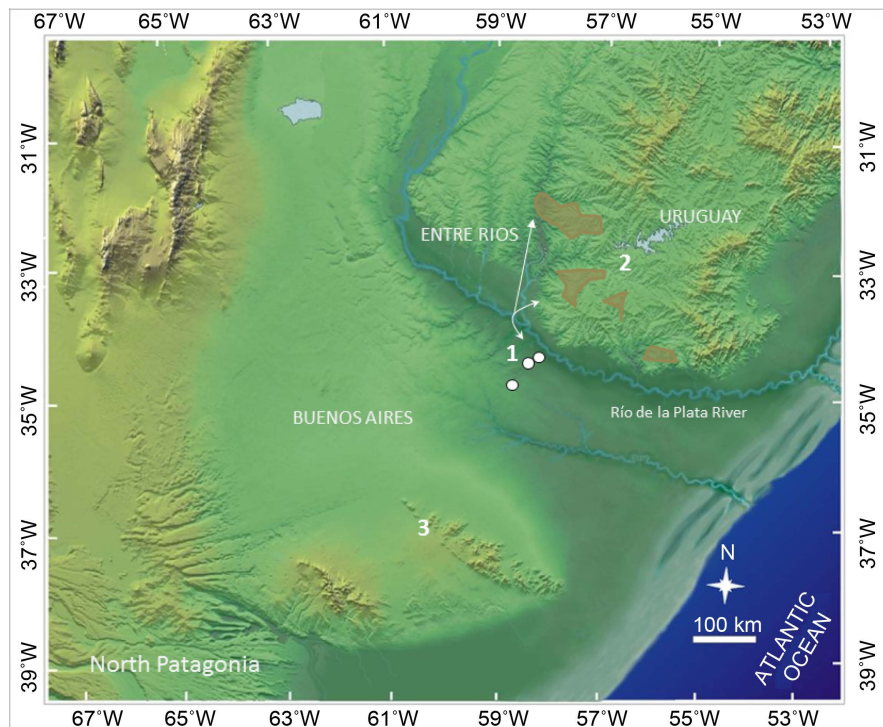 67°W 65°W 63°W 61°W 59°W 57°W 55°W 53°W
31°W
31°W
ENTRE RIOS
URUGUAY
2
33°W
33°W
1
35°W
BUENOS AIRES
Río de la Plata River
35°W
3
37°W
37°W
N
100 km
ATLANTIC
OCEAN
North Patagonia
39°W
39°W
67°W 65°W 63°W 61°W 59°W 57°W 55°W 53°W